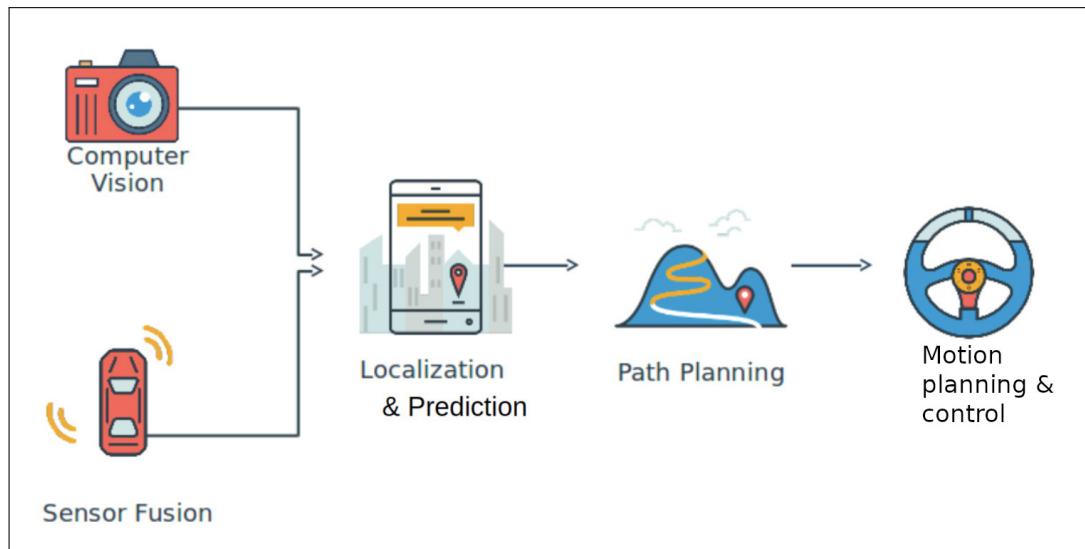 Computer
Vision
Localization
& Prediction
Path Planning
Motion
planning &
control
Sensor Fusion